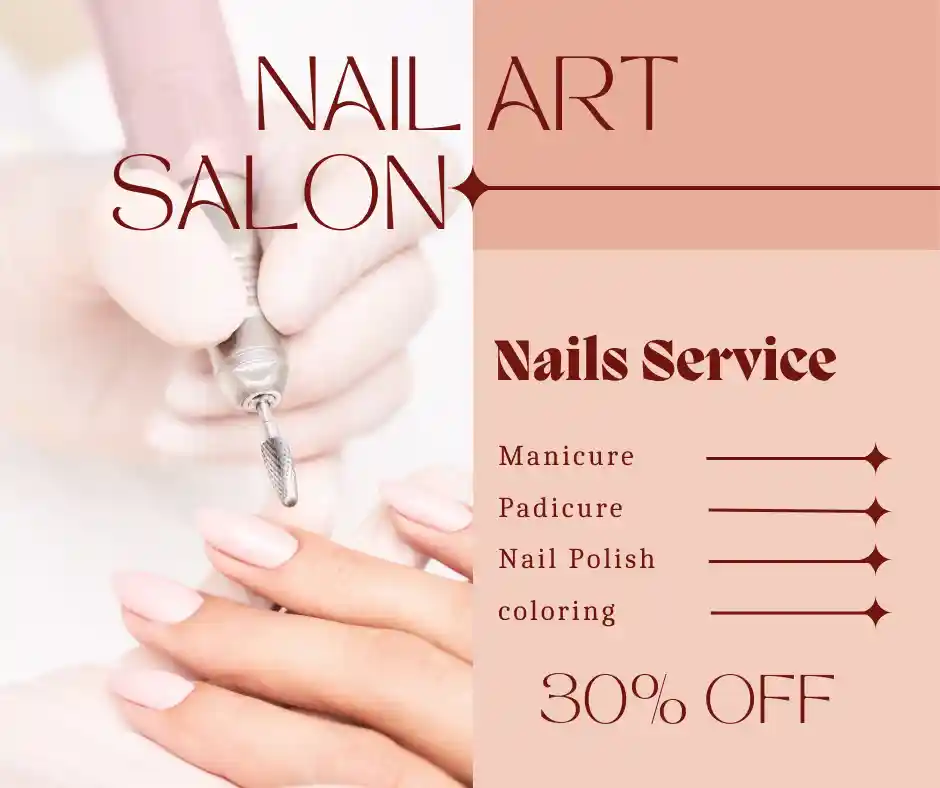 NAIL ART
SALON
Nails Service
Manicure
Padicure
Nail Polish
coloring
30% OFF